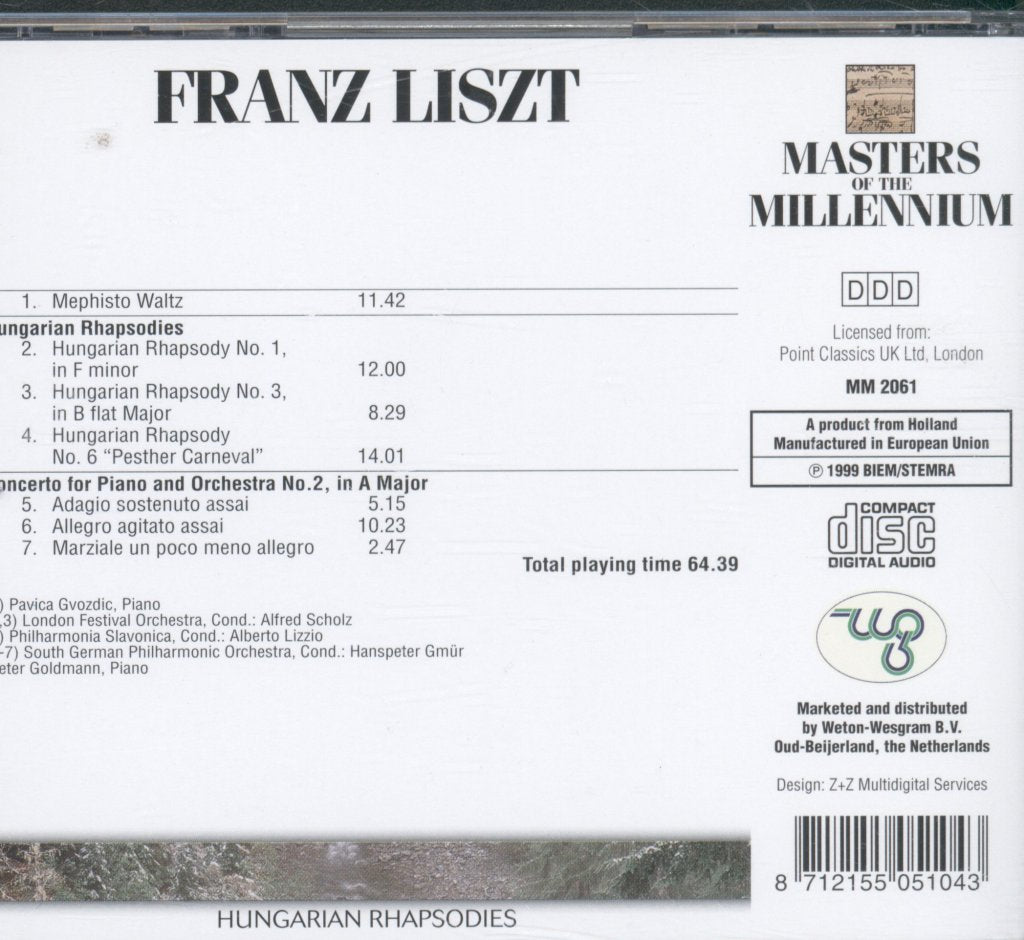 FRANZ LISZT
1. Mephisto Waltz 11.42
ungarian Rhapsodies
2. Hungarian Rhapsody No. 1,
in F minor 12.00
3. Hungarian Rhapsody No. 3,
in B flat Major 8.29
4. Hungarian Rhapsody
No. 6 “Pesther Carneval” 14.01
oncerto for Piano and Orchestra No.2, in A Major
5. Adagio sostenuto assai 5.15
6. Allegro agitato assai 10.23
7. Marziale un poco meno allegro 2.47
Total playing time 64.39
) Pavica Gvozdic, Piano
,3) London Festival Orchestra, Cond.: Alfred Scholz
) Philharmonia Slavonica, Cond.: Alberto Lizzio
-7) South German Philharmonic Orchestra, Cond.: Hanspeter Gmür
eter Goldmann, Piano
HUNGARIAN RHAPSODIES
MASTERS
OF THE
MILLENNIUM
DDD
Licensed from:
Point Classics UK Ltd, London
MM 2061
A product from Holland
Manufactured in European Union
℗ 1999 BIEM/STEMRA
COMPACT
disc
DIGITAL AUDIO
Marketed and distributed
by Weton-Wesgram B.V.
Oud-Beijerland, the Netherlands
Design: Z+Z Multidigital Services
8 712155 051043